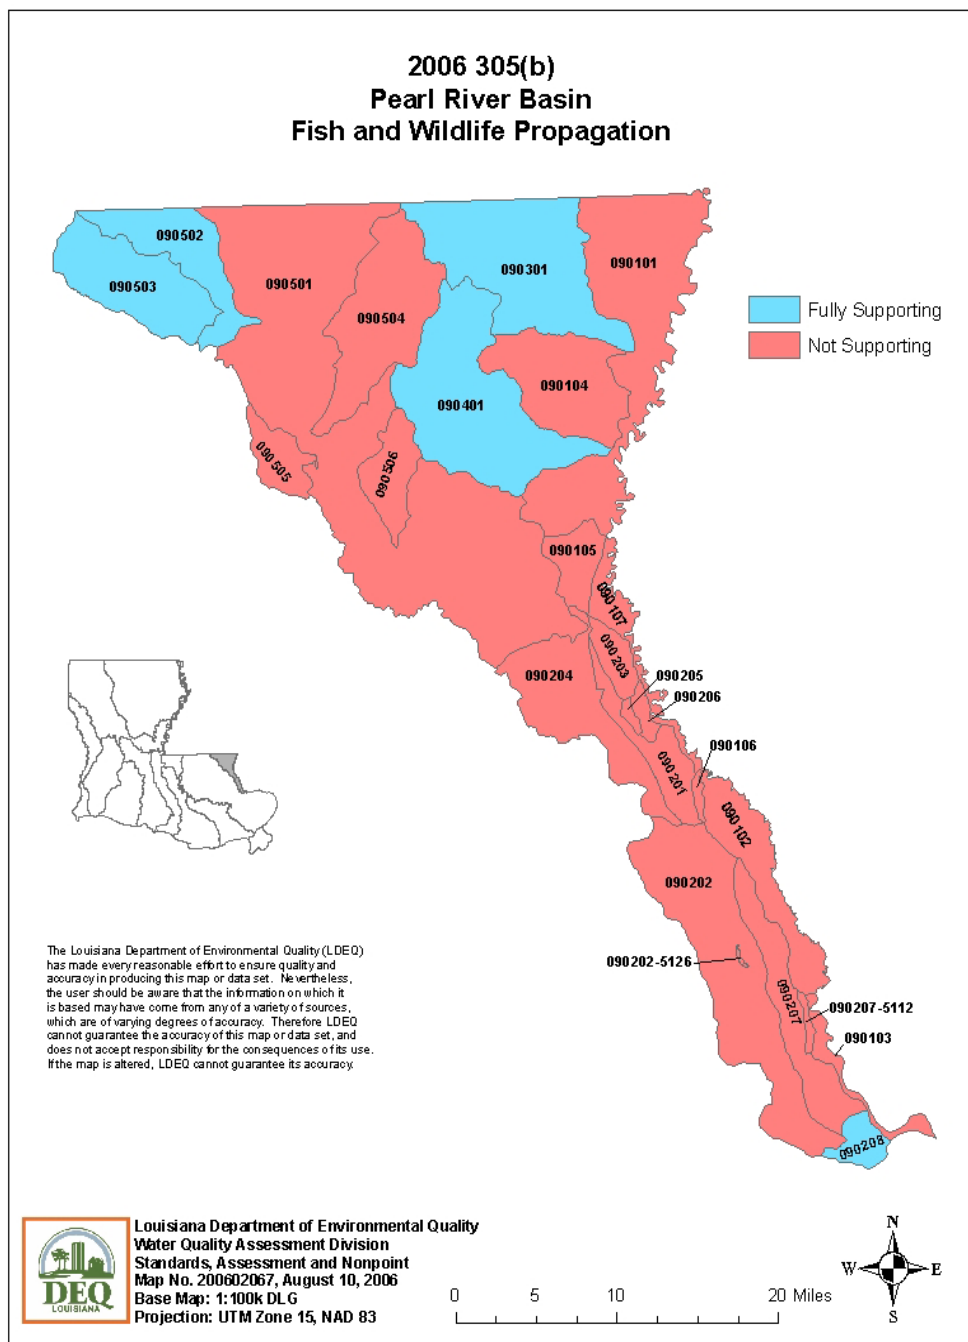 2006 305(b)
Pearl River Basin
Fish and Wildlife Propagation
090502
090503
090501
090504
090301
090101
Fully Supporting
Not Supporting
090401
090104
090505
090506
090105
090107
090203
090204
090205
090206
090106
090201
090102
090202
090202-5126
090207
090207-5112
090103
090208
The Louisiana Department of Environmental Quality (LDEQ)
has made every reasonable effort to ensure quality and
accuracy in producing this map or data set. Nevertheless,
the user should be aware that the information on which it
is based may have come from any of a variety of sources,
which are of varying degrees of accuracy. Therefore LDEQ
cannot guarantee the accuracy of this map or data set, and
does not accept responsibility for the consequences of its use.
If the map is altered, LDEQ cannot guarantee its accuracy.
DEQ
LOUISIANA
Louisiana Department of Environmental Quality
Water Quality Assessment Division
Standards, Assessment and Nonpoint
Map No. 200602067, August 10, 2006
Base Map: 1:100k DLG
Projection: UTM Zone 15, NAD 83
0 5 10 20 Miles
N
W E
S